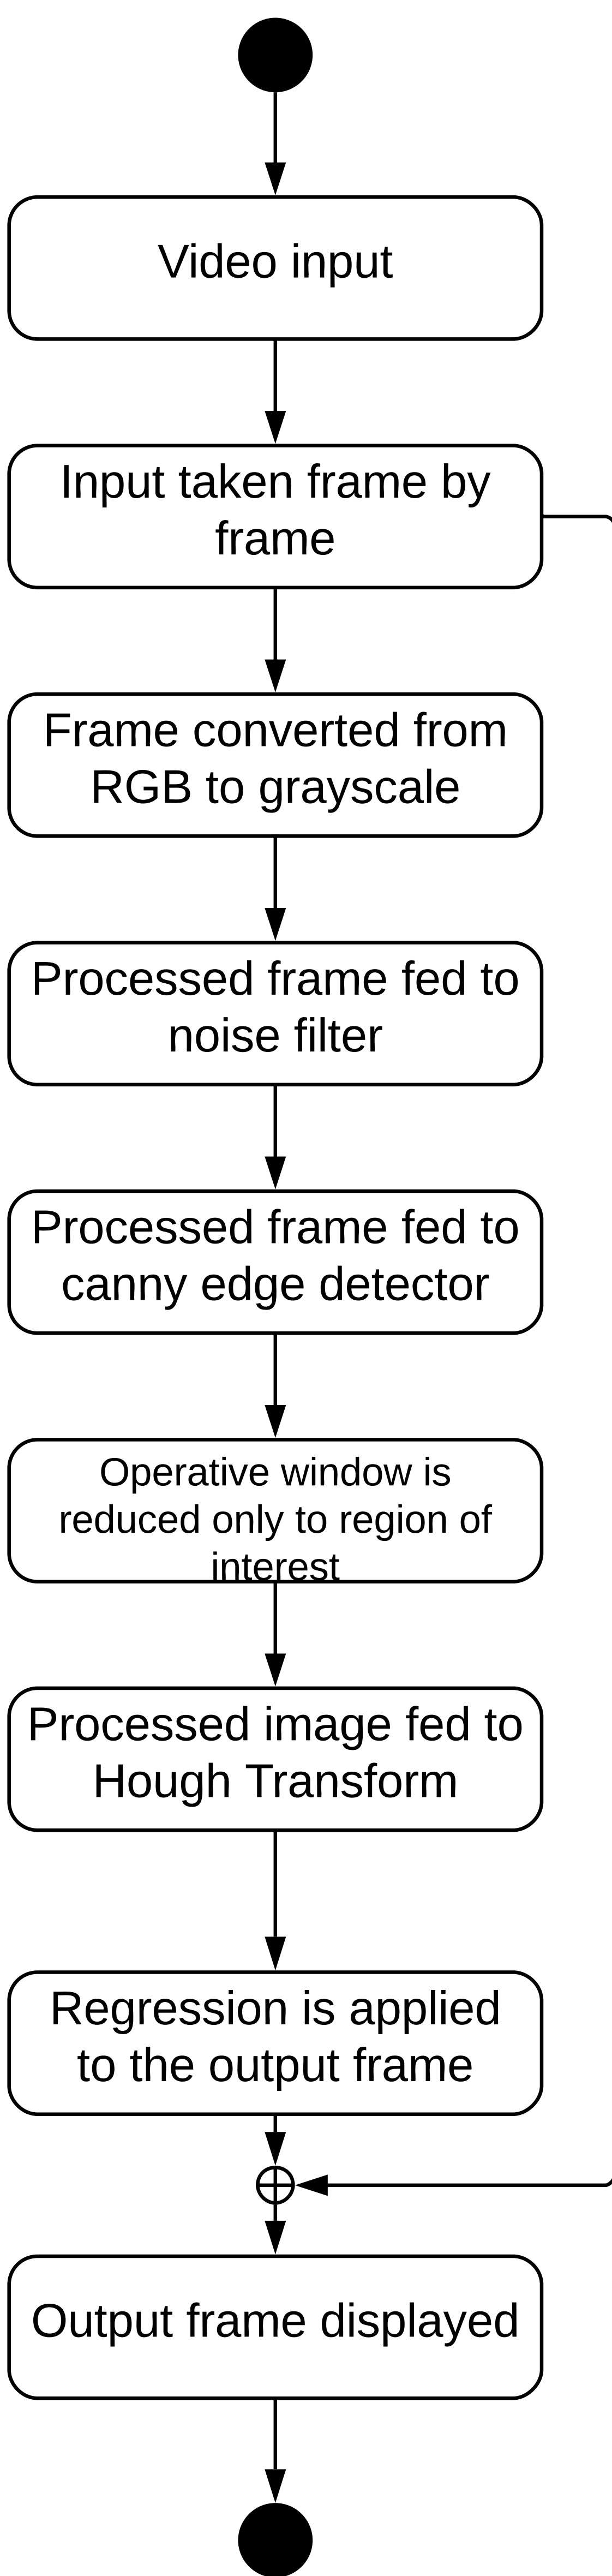 Video input
Input taken frame by
frame
Frame converted from
RGB to grayscale
Processed frame fed to
noise filter
Processed frame fed to
canny edge detector
Operative window is
reduced only to region of
interest
Processed image fed to
Hough Transform
Regression is applied
to the output frame
Output frame displayed